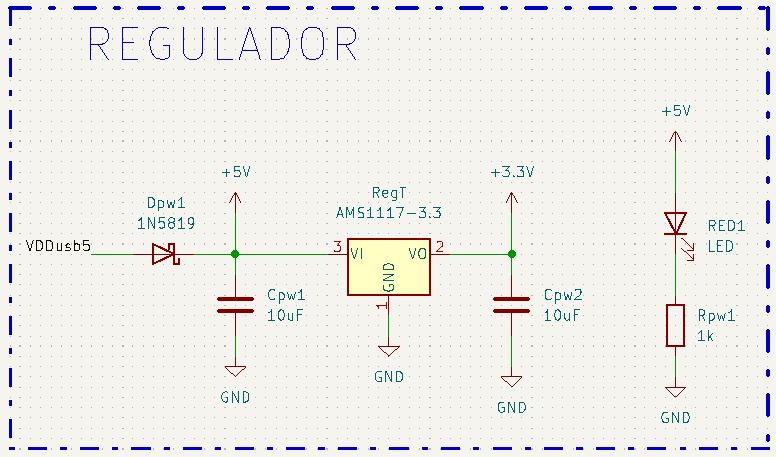 REGULADOR
+5V
+5V
+3.3V
RegT
AMS1117-3.3
Dpw1
1N5819
RED1
LED
VDDusb5
3
VI
VO
2
GND
1
Cpw1
10uF
Cpw2
10uF
Rpw1
1k
GND
GND
GND
GND